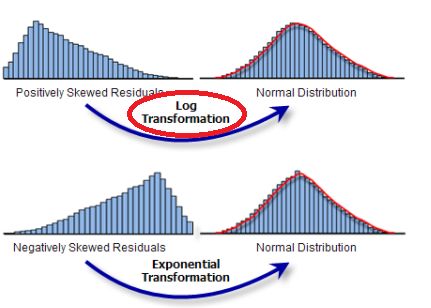 Positively Skewed Residuals
Normal Distribution
Log
Transformation
Negatively Skewed Residuals
Normal Distribution
Exponential
Transformation